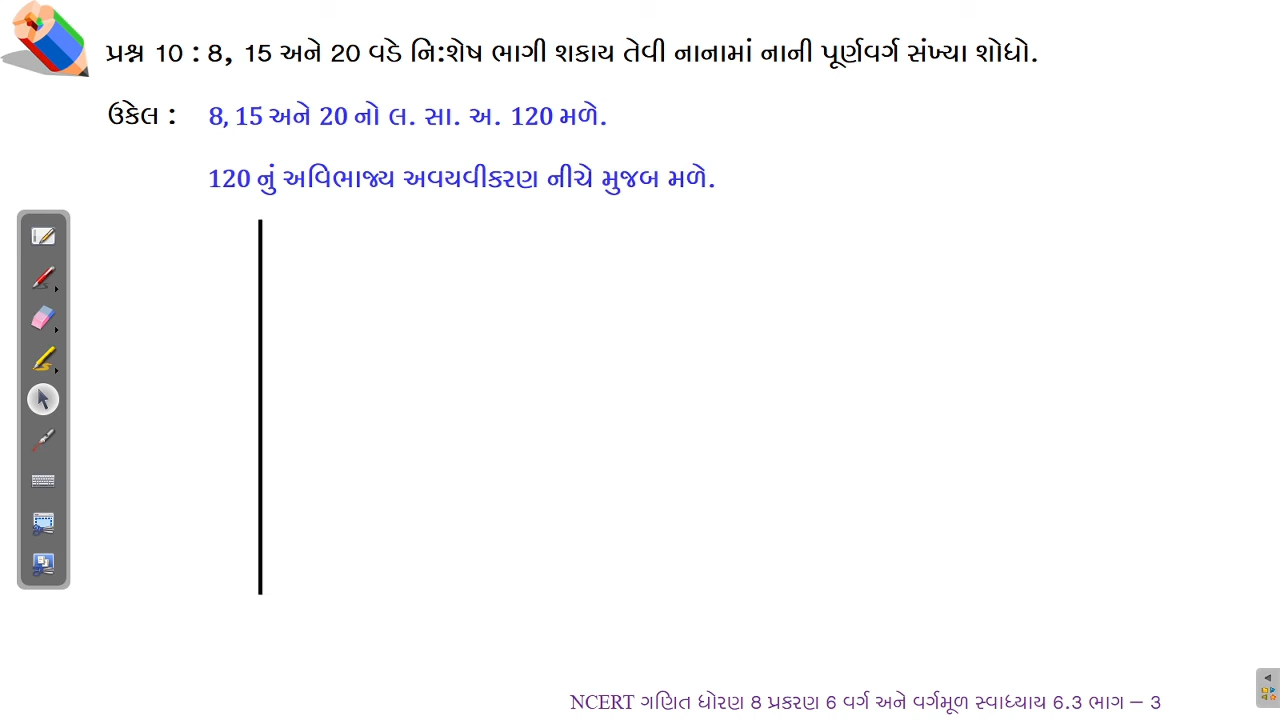 પ્રશ્ન 10 : 8, 15 અને 20 વડે નિ:શેષ ભાગી શકાય તેવી નાનામાં નાની પૂર્ણવર્ગ સંખ્યા શોધો.
ઉકેલ : 8, 15 અને 20 નો લ. સા. અ. 120 મળે.
120 નું અવિભાજ્ય અવયવીકરણ નીચે મુજબ મળે.
NCERT ગણિત ધોરણ 8 પ્રકરણ 6 વર્ગ અને વર્ગમૂળ સ્વાધ્યાય 6.3 ભાગ – 3